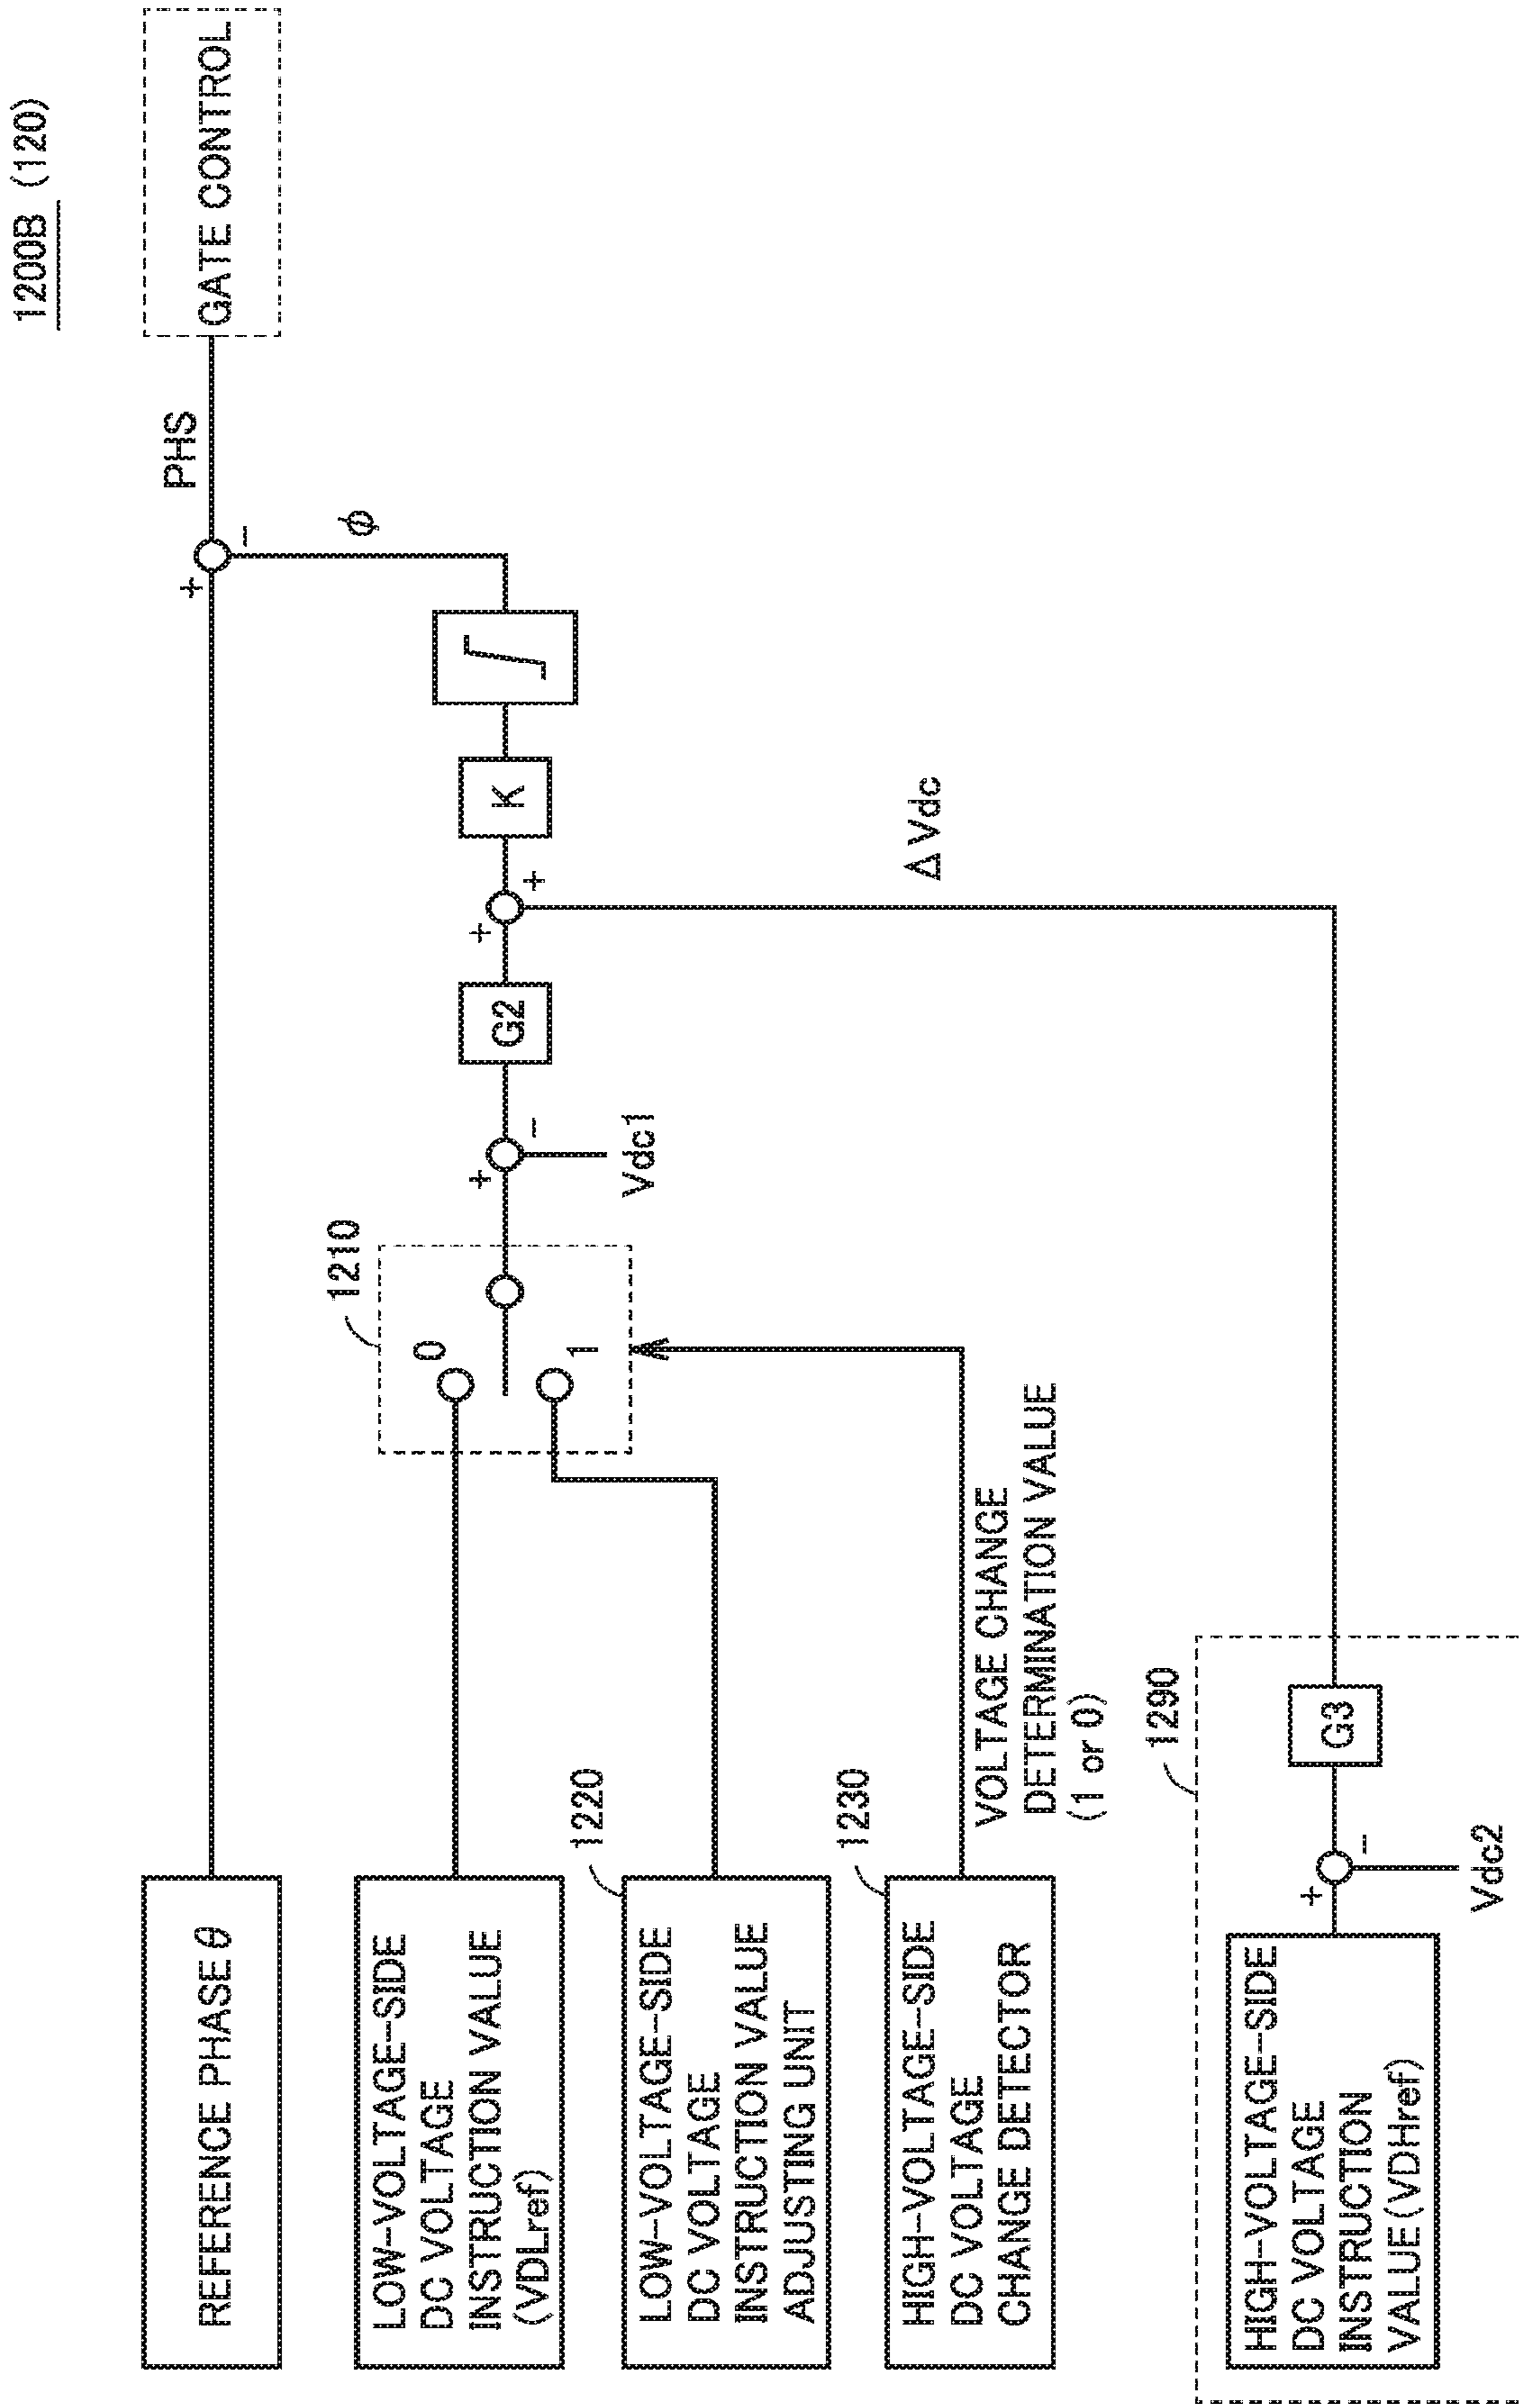 1200B (120)
REFERENCE PHASE θ
+
−
PHS
GATE CONTROL
φ
LOW-VOLTAGE-SIDE
DC VOLTAGE
INSTRUCTION VALUE
(VDLref)
1210
0
1
+
−
Vdc1
G2
+
+
K
1220
LOW-VOLTAGE-SIDE
DC VOLTAGE
INSTRUCTION VALUE
ADJUSTING UNIT
1230
HIGH-VOLTAGE-SIDE
DC VOLTAGE
CHANGE DETECTOR
VOLTAGE CHANGE
DETERMINATION VALUE
(1 or 0)
ΔVdc
1290
HIGH-VOLTAGE-SIDE
DC VOLTAGE
INSTRUCTION
VALUE(VDHref)
+
−
Vdc2
G3